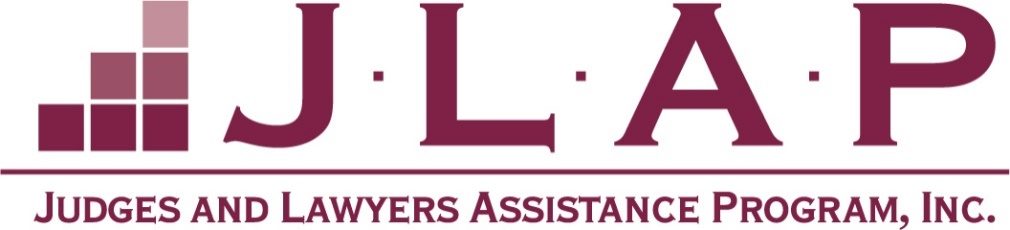 J·L·A·P
JUDGES AND LAWYERS ASSISTANCE PROGRAM, INC.